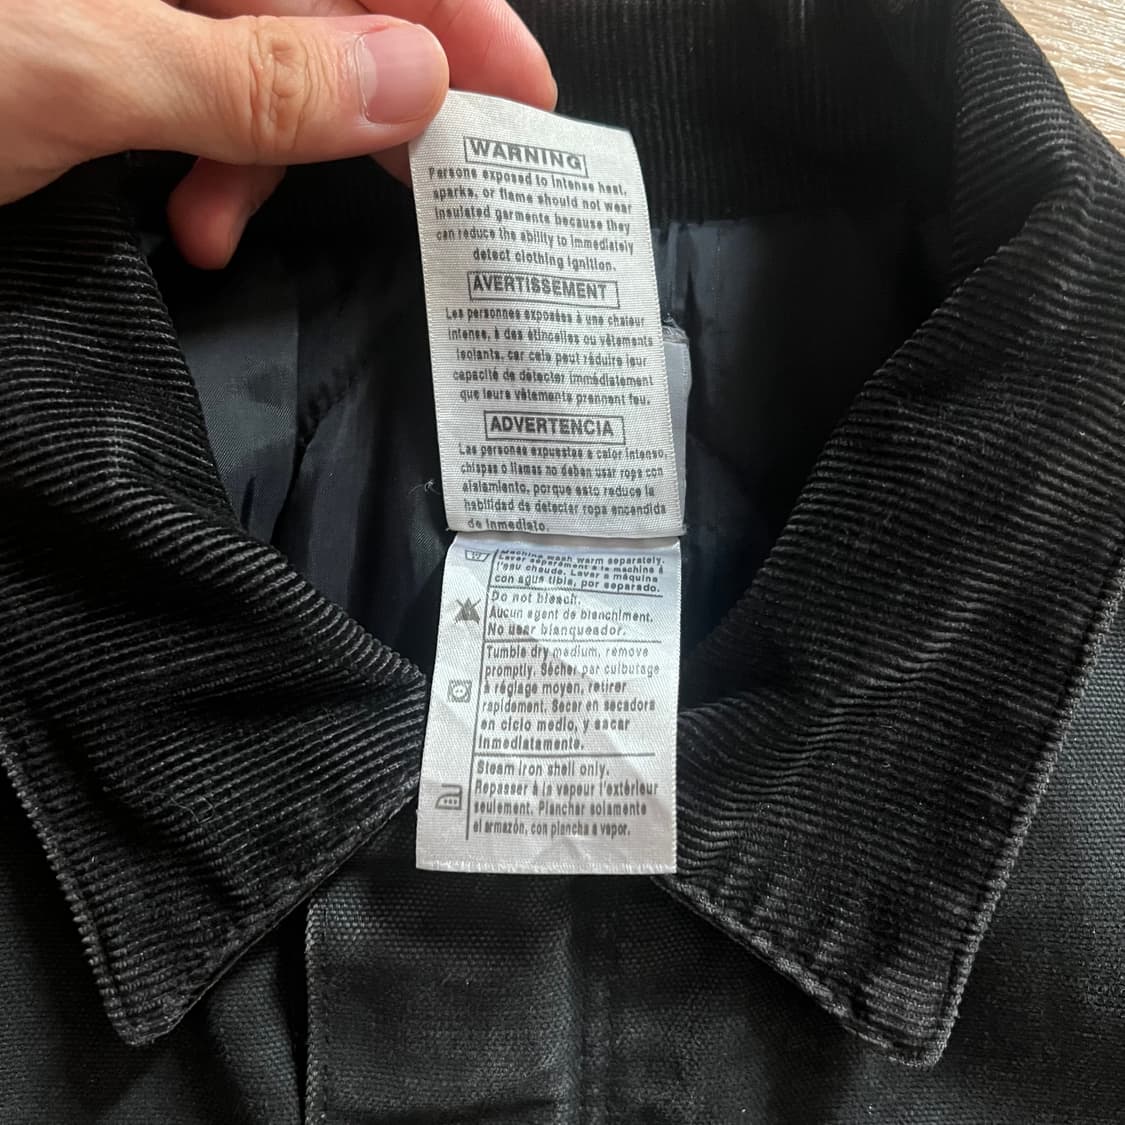 WARNING
Persons exposed to intense heat,
sparks, or flame should not wear
insulated garments because they
can reduce the ability to immediately
detect clothing ignition.
AVERTISSEMENT
Les personnes exposées à une chaleur
intense, à des étincelles ou vêtements
isolants, car cela peut réduire leur
capacité de détecter immédiatement
que leurs vêtements prennent feu.
ADVERTENCIA
Las personas expuestas a calor intenso,
chispas o llamas no deben usar ropa con
aislamiento, porque esto reduce la
habilidad de detectar ropa encendida
de inmediato.
Machine wash warm separately.
Laver séparément à la machine à
l'eau chaude. Lavar a máquina
con agua tibia, por separado.
Do not bleach.
Aucun agent de blanchiment.
No usar blanqueador.
Tumble dry medium, remove
promptly. Sécher par culbutage
à réglage moyen, retirer
rapidement. Secar en secadora
en ciclo medio, y sacar
inmediatamente.
Steam iron shell only.
Repasser à la vapeur l'extérieur
seulement. Planchar solamente
el armazón, con plancha a vapor.